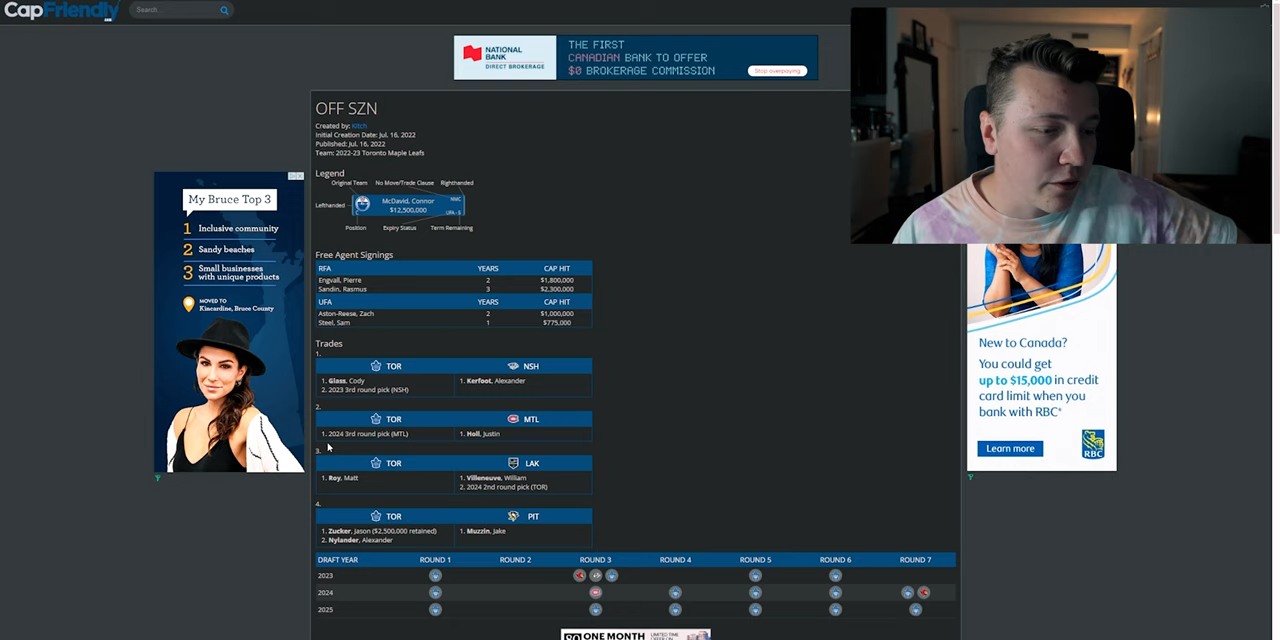 CapFriendly
Search...
NATIONAL BANK
DIRECT BROKERAGE
THE FIRST
CANADIAN BANK TO OFFER
$0 BROKERAGE COMMISSION
Stop overpaying
OFF SZN
Created by: Kitch
Initial Creation Date: Jul. 16, 2022
Published: Jul. 16, 2022
Team: 2022-23 Toronto Maple Leafs
Legend
Original Team No Move/Trade Clause Righthanded
Lefthanded
McDavid, Connor
$12,500,000
NMC
C
UFA - 5
Position Expiry Status Term Remaining
Free Agent Signings
RFA YEARS CAP HIT
Engvall, Pierre 2 $1,800,000
Sandin, Rasmus 3 $2,300,000
UFA YEARS CAP HIT
Aston-Reese, Zach 2 $1,000,000
Steel, Sam 1 $775,000
Trades
1.
TOR NSH
1. Glass, Cody 1. Kerfoot, Alexander
2. 2023 3rd round pick (NSH)
2.
TOR MTL
1. 2024 3rd round pick (MTL) 1. Holl, Justin
3.
TOR LAK
1. Roy, Matt 1. Villeneuve, William
2. 2024 2nd round pick (TOR)
4.
TOR PIT
1. Zucker, Jason ($2,500,000 retained) 1. Muzzin, Jake
2. Nylander, Alexander
DRAFT YEAR ROUND 1 ROUND 2 ROUND 3 ROUND 4 ROUND 5 ROUND 6 ROUND 7
2023
2024
2025
My Bruce Top 3
1 Inclusive community
2 Sandy beaches
3 Small businesses
with unique products
MOVED TO
Kincardine, Bruce County
New to Canada?
You could get
up to $15,000 in credit
card limit when you
bank with RBC*
Learn more
RBC
ONE MONTH